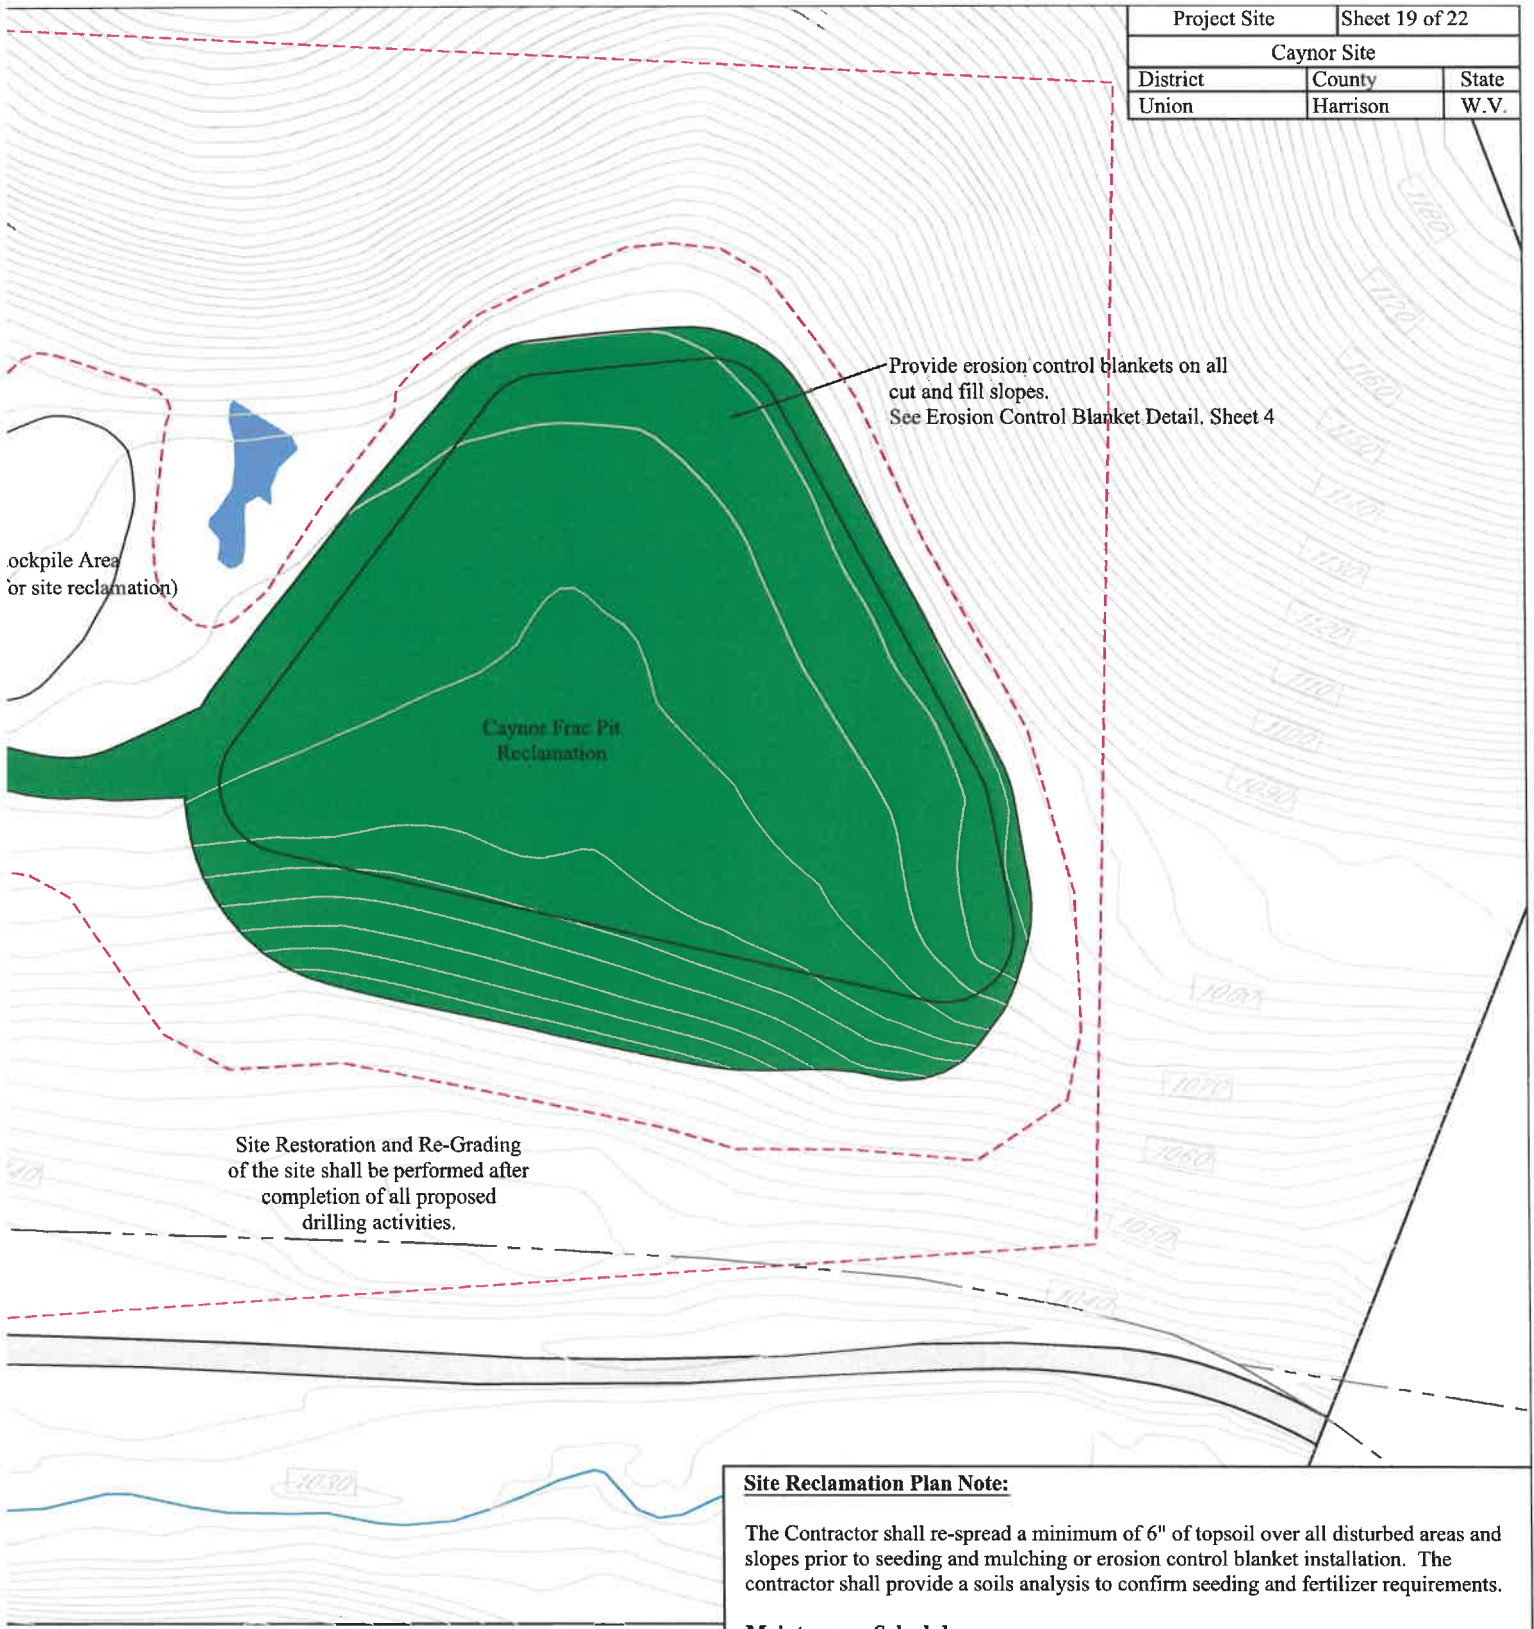 Project Site Sheet 19 of 22
Caynor Site
District County State
Union Harrison W.V.
1180
Provide erosion control blankets on all
cut and fill slopes.
See Erosion Control Blanket Detail, Sheet 4
ockpile Area
or site reclamation)
1130
1120
1110
1100
1090
Caynor Frac Pit
Reclamation
1080
1070
1060
1050
1040
Site Restoration and Re-Grading
of the site shall be performed after
completion of all proposed
drilling activities.
1030
Site Reclamation Plan Note:
The Contractor shall re-spread a minimum of 6" of topsoil over all disturbed areas and
slopes prior to seeding and mulching or erosion control blanket installation. The
contractor shall provide a soils analysis to confirm seeding and fertilizer requirements.